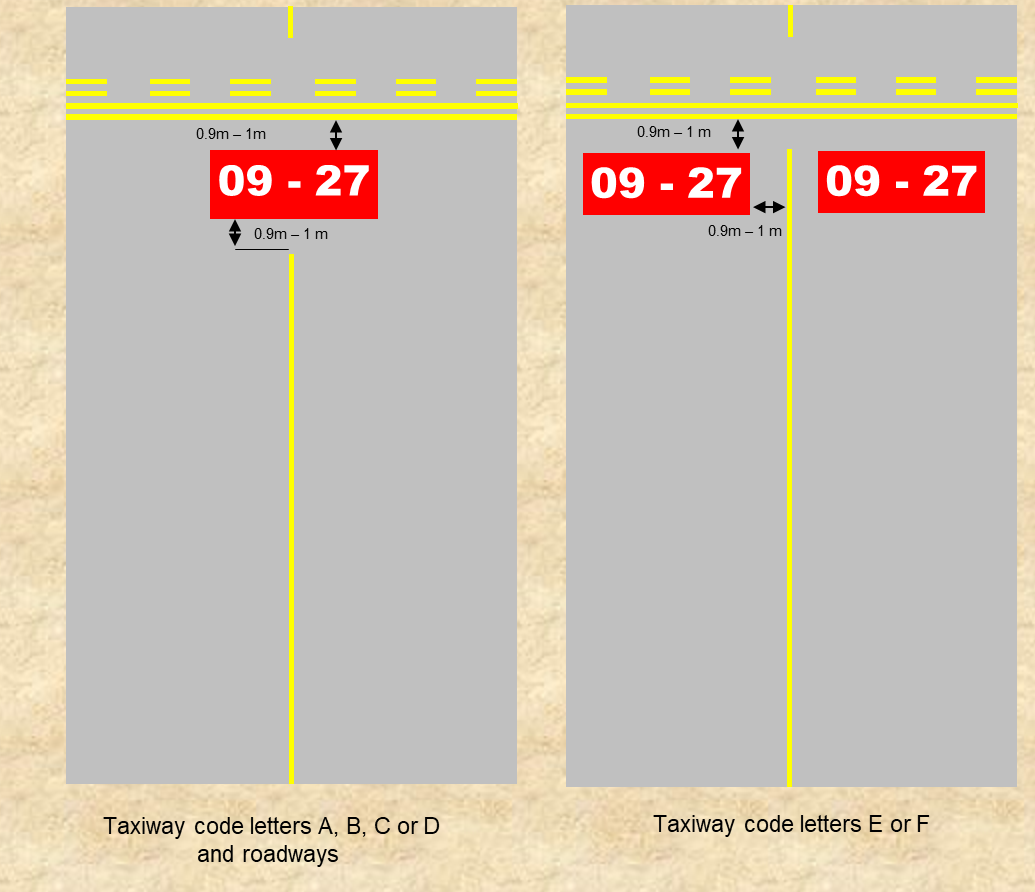 0.9m – 1m
09 - 27
0.9m – 1 m
Taxiway code letters A, B, C or D
and roadways
0.9m – 1 m
09 - 27
09 - 27
0.9m – 1 m
Taxiway code letters E or F